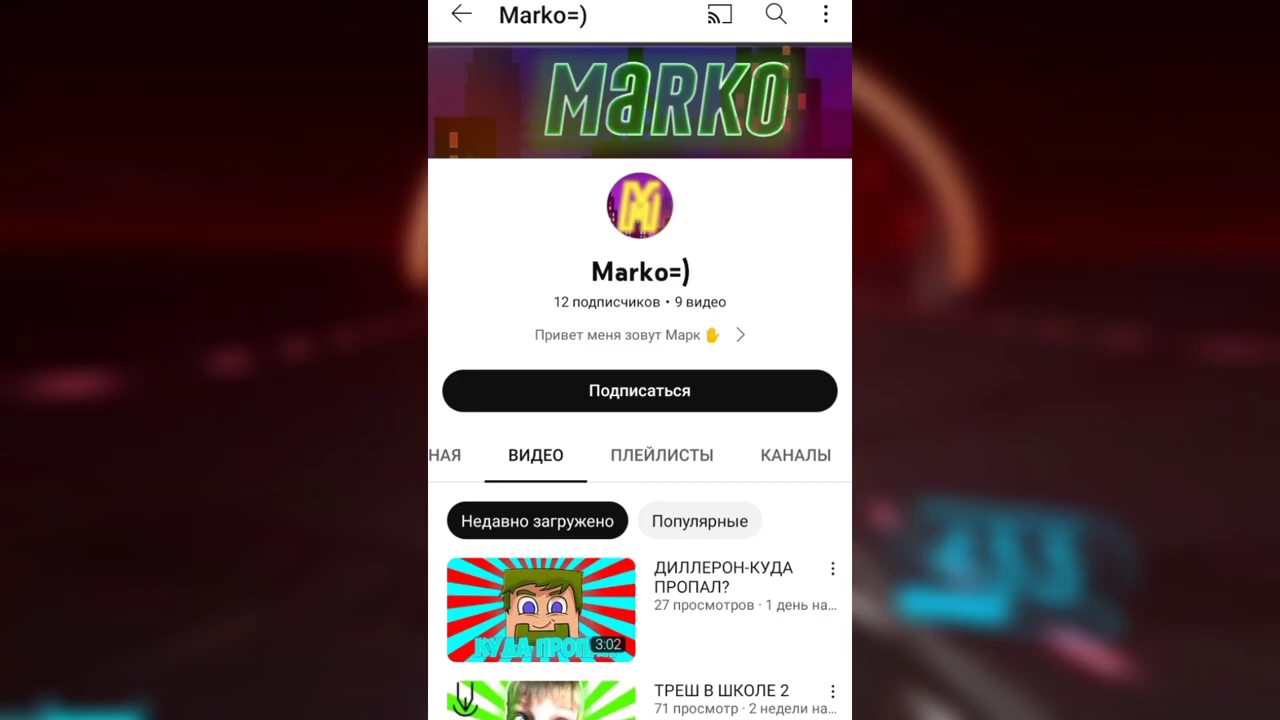 Marko=)
MaRKO
M
Marko=)
12 подписчиков • 9 видео
Привет меня зовут Марк ✋
Подписаться
НАЯ ВИДЕО ПЛЕЙЛИСТЫ КАНАЛЫ
Недавно загружено Популярные
ДИЛЛЕРОН-КУДА
ПРОПАЛ?
27 просмотров · 1 день на...
КУДА
3:02
ТРЕШ В ШКОЛЕ 2
71 просмотр · 2 недели на...